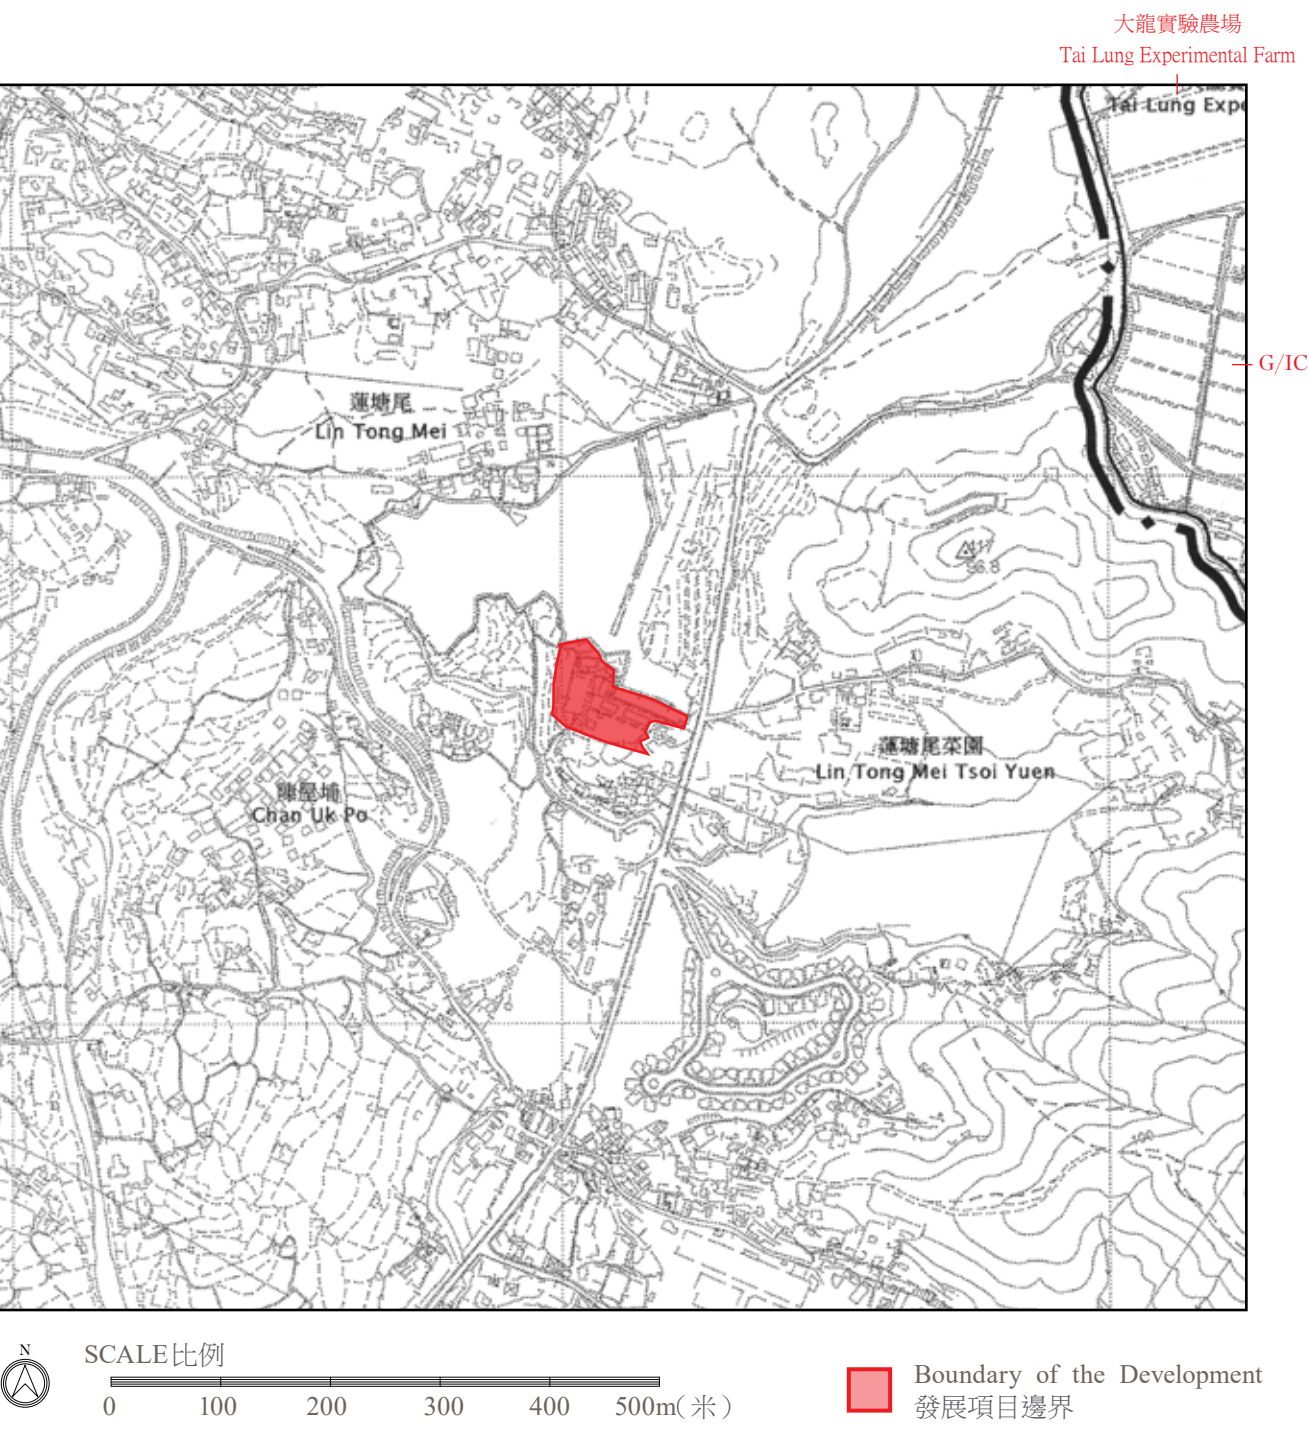 大龍實驗農場
Tai Lung Experimental Farm
Tai Lung Expe
G/IC
蓮塘尾
Lin Tong Mei
96.8
蓮塘尾菜園
Lin Tong Mei Tsoi Yuen
陳屋埔
Chan Uk Po
100
N
SCALE比例
0 100 200 300 400 500m(米)
Boundary of the Development
發展項目邊界